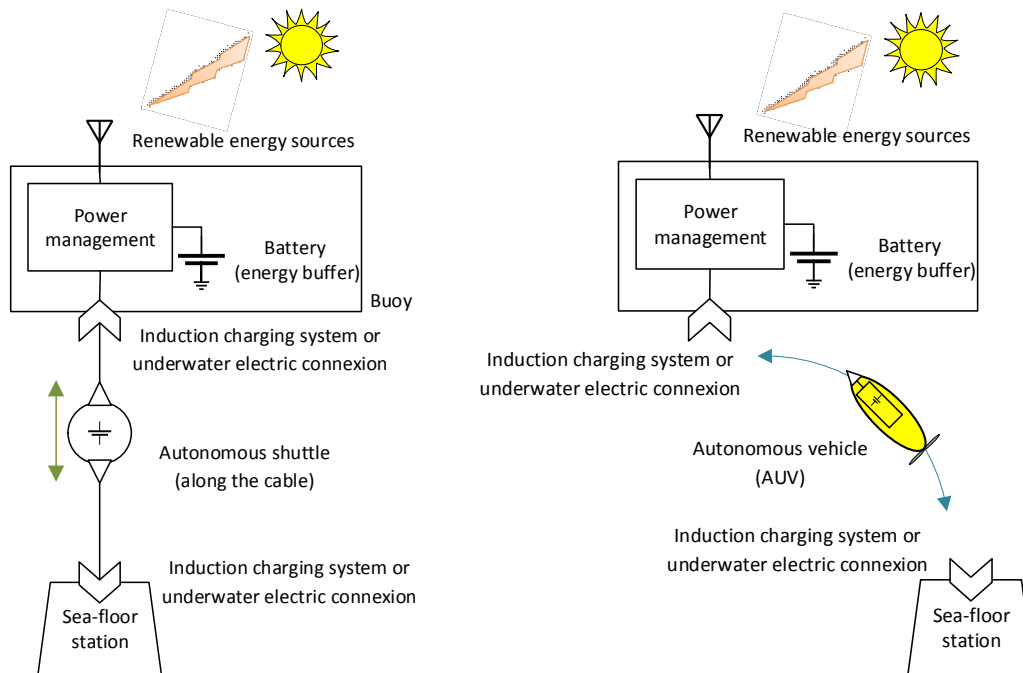 Renewable energy sources
Power
management
Battery
(energy buffer)
Buoy
Induction charging system or
underwater electric connexion
Autonomous shuttle
(along the cable)
Induction charging system or
underwater electric connexion
Sea-floor
station
Renewable energy sources
Power
management
Battery
(energy buffer)
Induction charging system or
underwater electric connexion
Autonomous vehicle
(AUV)
Induction charging system or
underwater electric connexion
Sea-floor
station